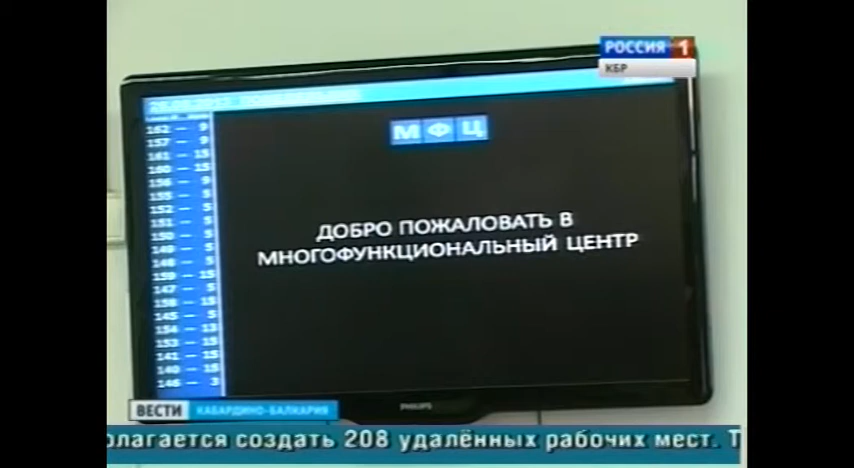 РОССИЯ 1
КБР
МФЦ
ДОБРО ПОЖАЛОВАТЬ В
МНОГОФУНКЦИОНАЛЬНЫЙ ЦЕНТР
162 — 9
157 — 9
161 — 15
160 — 15
156 — 9
155 — 5
152 — 5
151 — 5
150 — 5
149 — 5
148 — 5
159 — 15
147 — 5
158 — 15
145 — 5
154 — 13
153 — 15
141 — 15
140 — 15
146 — 3
PHILIPS
ВЕСТИ КАБАРДИНО-БАЛКАРИЯ
олагается создать 208 удалённых рабочих мест. Т